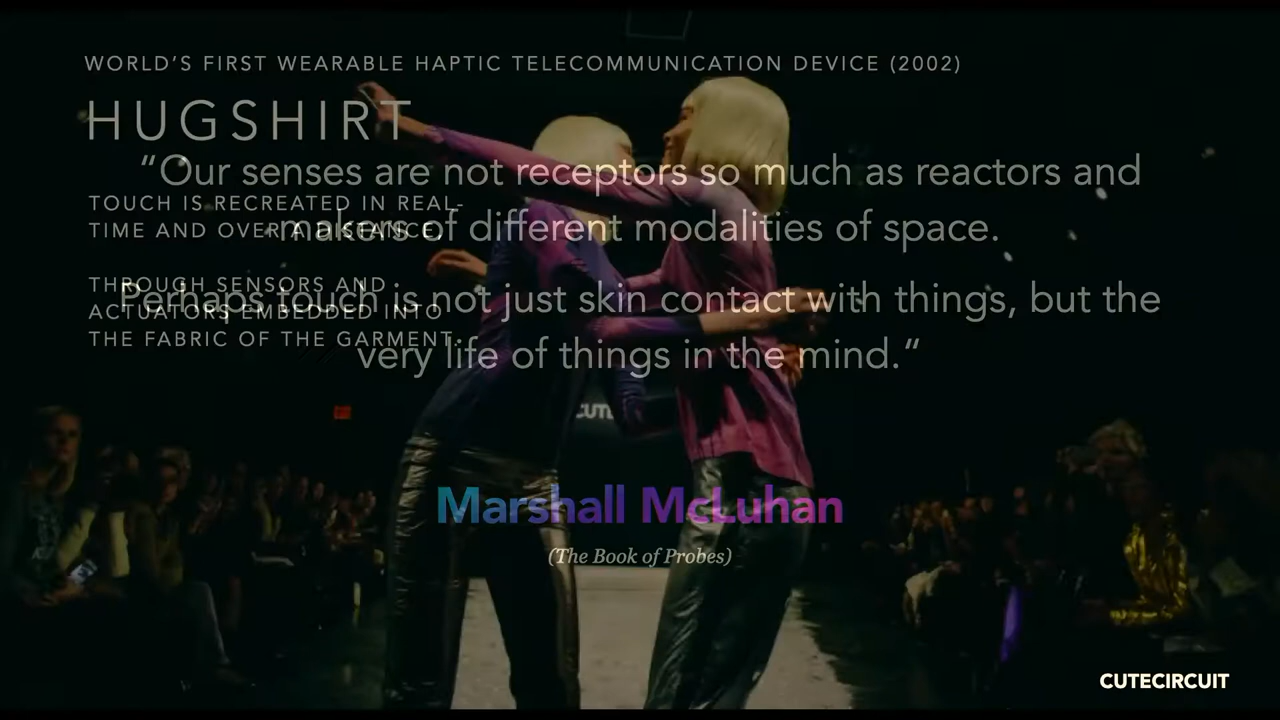 WORLD'S FIRST WEARABLE HAPTIC TELECOMMUNICATION DEVICE (2002)
HUGSHIRT
TOUCH IS RECREATED IN REAL-
TIME AND OVER A DISTANCE,
THROUGH SENSORS AND
ACTUATORS EMBEDDED INTO
THE FABRIC OF THE GARMENT.
“Our senses are not receptors so much as reactors and
makers of different modalities of space.
Perhaps touch is not just skin contact with things, but the
very life of things in the mind.“
Marshall McLuhan
(The Book of Probes)
CUTE
CUTECIRCUIT